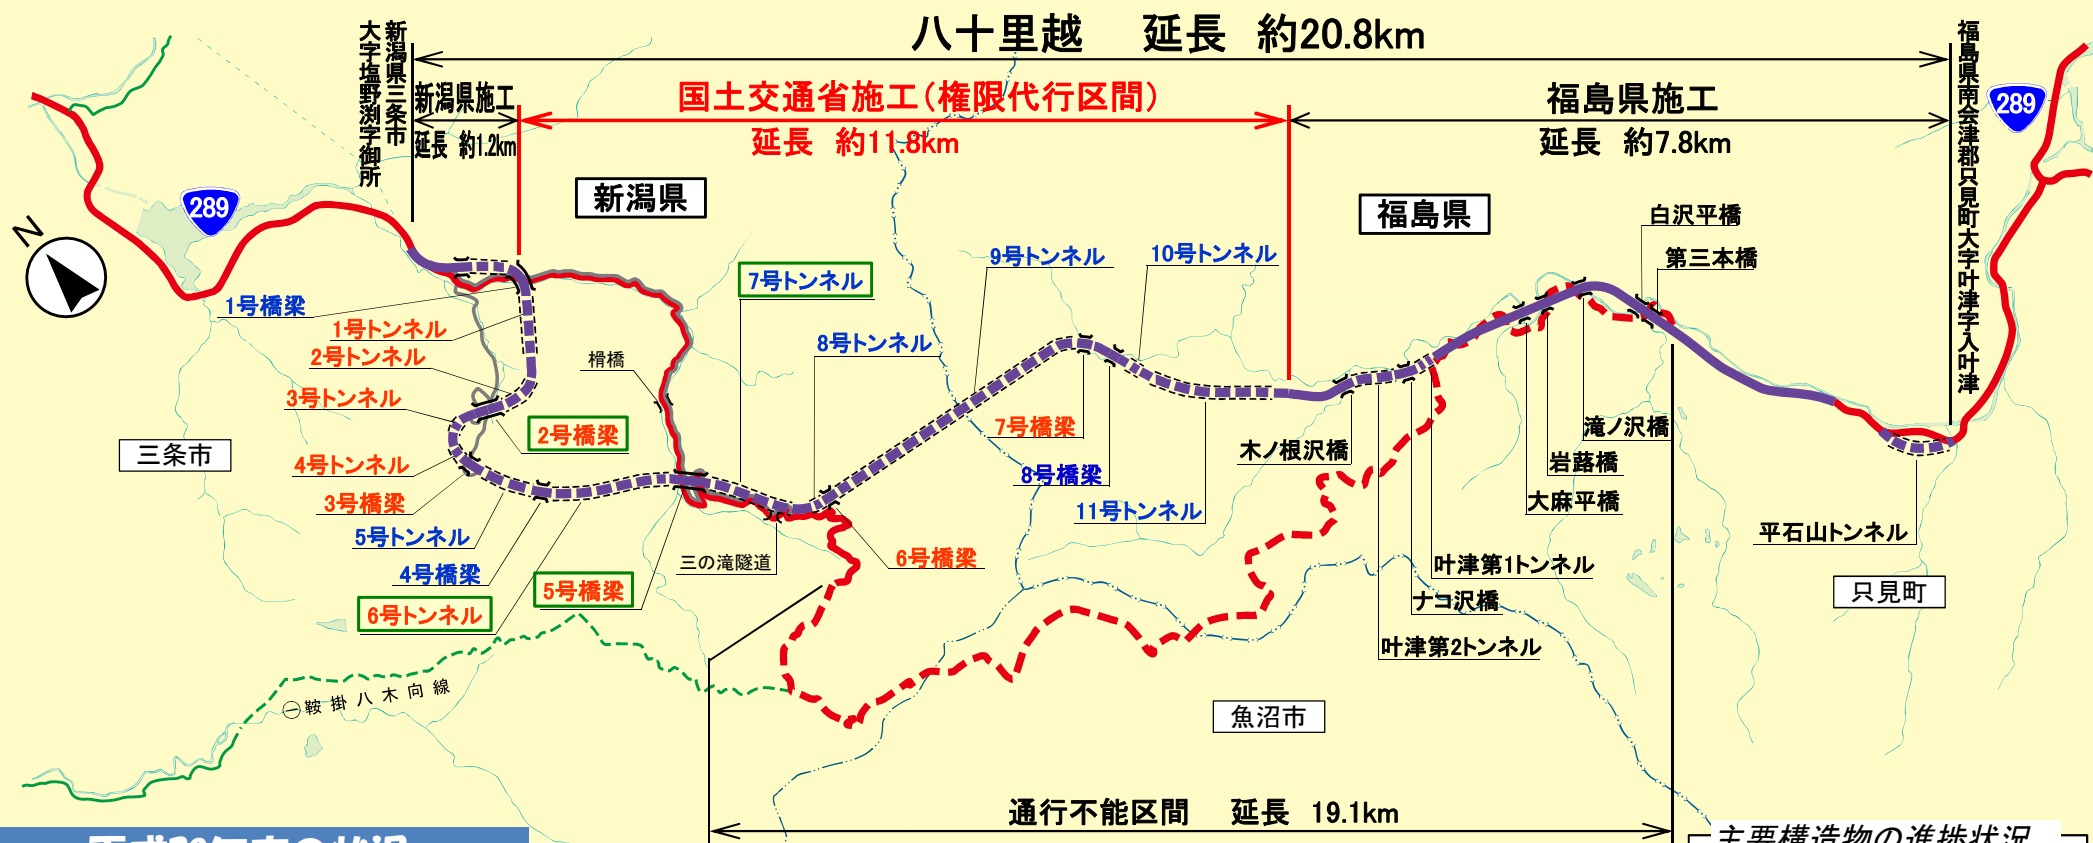 八十里越　延長　約20.8km
新潟県三条市
大字塩野渕字御所
新潟県施工
延長　約1.2km
国土交通省施工（権限代行区間）
延長　約11.8km
福島県施工
延長　約7.8km
福島県南会津郡只見町大字叶津字入叶津
289
289
N
新潟県
福島県
白沢平橋
第三本橋
7号トンネル
9号トンネル
10号トンネル
1号橋梁
1号トンネル
2号トンネル
8号トンネル
楢橋
3号トンネル
2号橋梁
7号橋梁
滝ノ沢橋
三条市
4号トンネル
木ノ根沢橋
岩蕗橋
8号橋梁
3号橋梁
大麻平橋
11号トンネル
5号トンネル
平石山トンネル
三の滝隧道
6号橋梁
4号橋梁
叶津第1トンネル
5号橋梁
只見町
6号トンネル
ナコ沢橋
叶津第2トンネル
㊀鞍掛八木向線
魚沼市
通行不能区間　延長　19.1km
主要構造物の進捗状況